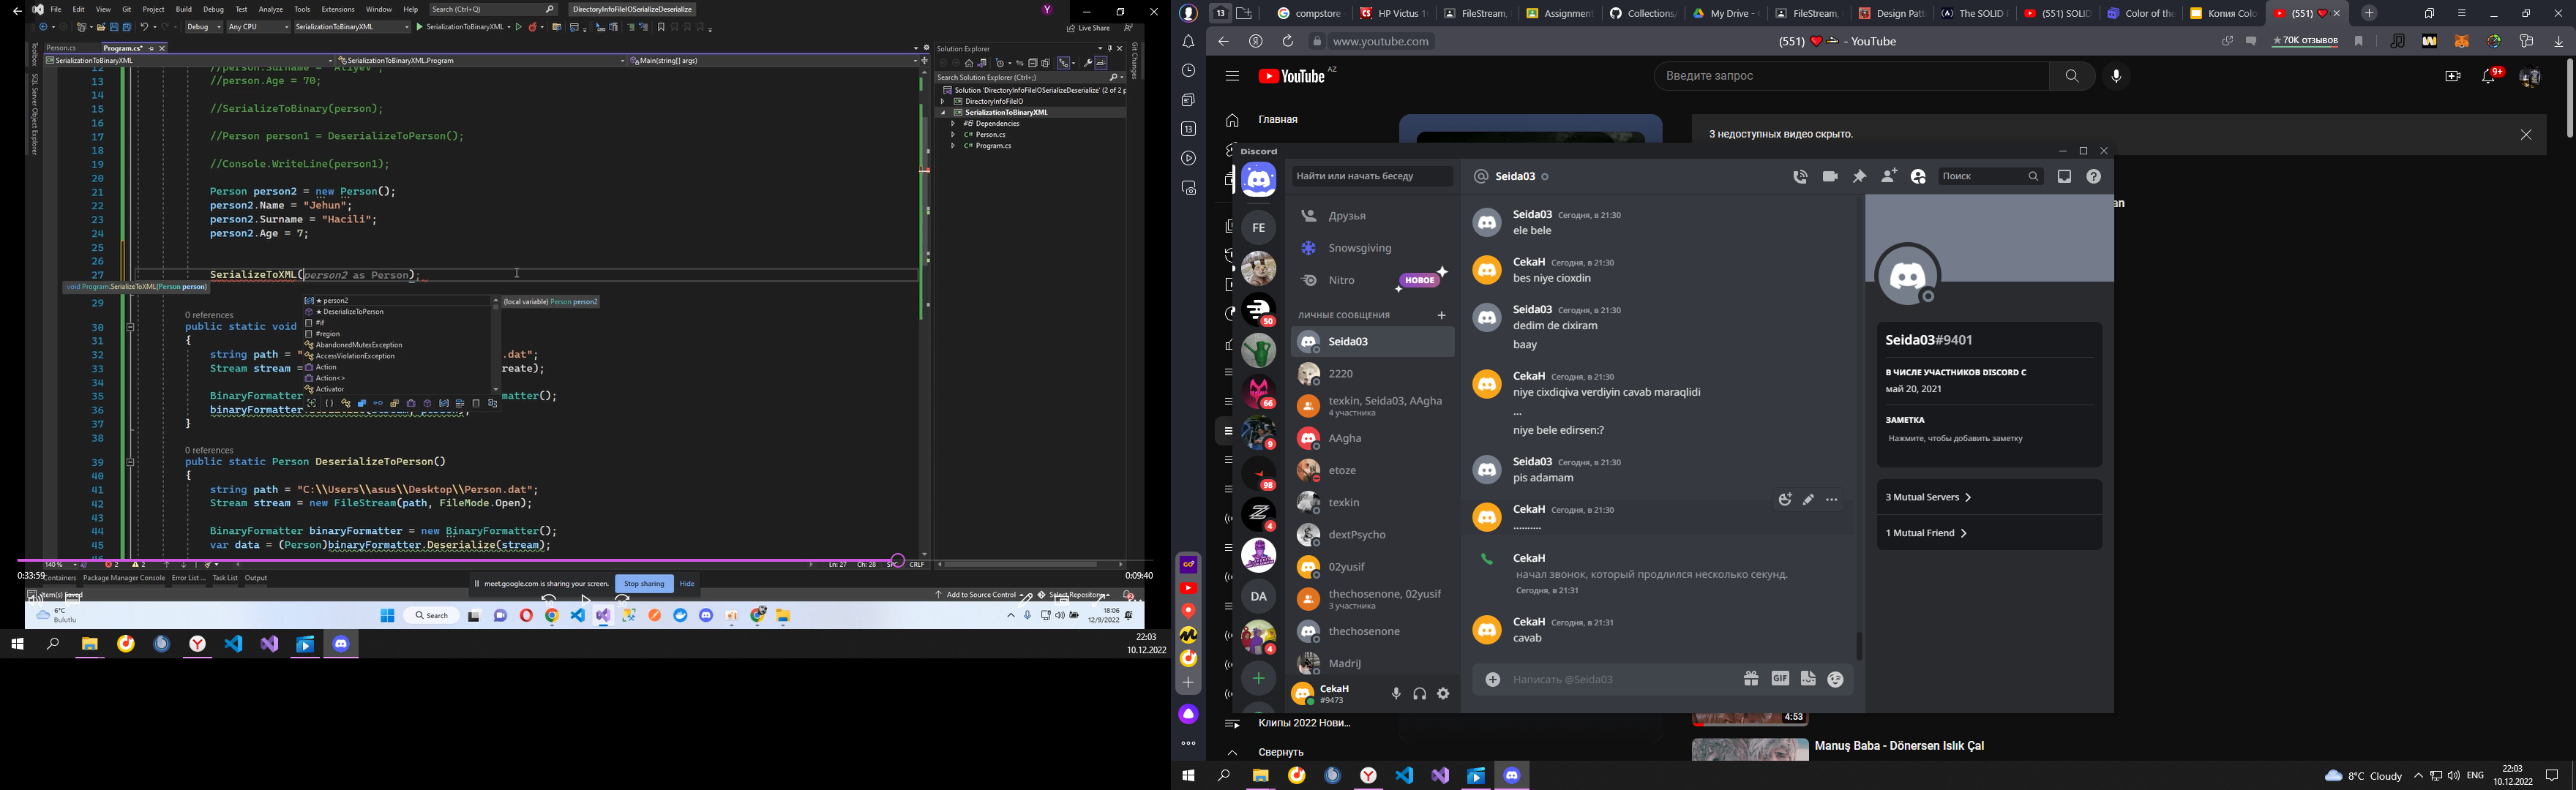 File Edit View Git Project Build Debug Test Analyze Tools Extensions Window Help Search (Ctrl+Q) DirectoryInfoFileIOSerializeDeserialize
Debug Any CPU SerializationToBinaryXML SerializationToBinaryXML Live Share
Person.cs Program.cs*
SerializationToBinaryXML SerializationToBinaryXML.Program Main(string[] args)
Toolbox
SQL Server Object Explorer
12 //person.Surname = "Aliyev";
13 //person.Age = 70;
14
15 //SerializeToBinary(person);
16
17 //Person person1 = DeserializeToPerson();
18
19 //Console.WriteLine(person1);
20
21 Person person2 = new Person();
22 person2.Name = "Jehun";
23 person2.Surname = "Hacili";
24 person2.Age = 7;
25
26
27 SerializeToXML(person2 as Person);
void Program.SerializeToXML(Person person)
29
person2
DeserializeToPerson
#if
#region
AbandonedMutexException
AccessViolationException
Action
Action<>
Activator
(local variable) Person person2
0 references
30 public static void
31 {
32 string path = " .dat";
33 Stream stream = reate);
34
35 BinaryFormatter matter();
36 binaryFormatter
37 }
38
0 references
39 public static Person DeserializeToPerson()
40 {
41 string path = "C:\\Users\\asus\\Desktop\\Person.dat";
42 Stream stream = new FileStream(path, FileMode.Open);
43
44 BinaryFormatter binaryFormatter = new BinaryFormatter();
45 var data = (Person)binaryFormatter.Deserialize(stream);
140 % 2 2 Ln: 27 Ch: 28 SPC CRLF
0:33:59 Containers Package Manager Console Error List ... Task List Output
meet.google.com is sharing your screen. Stop sharing Hide
0:09:40
Item(s) Saved Add to Source Control Select Repository
Solution Explorer
Search Solution Explorer (Ctrl+;)
Solution 'DirectoryInfoFileIOSerializeDeserialize' (2 of 2 p
DirectoryInfoFileIO
SerializationToBinaryXML
Dependencies
Person.cs
Program.cs
Git Changes
6°C
Bulutlu
Search
18:06
12/9/2022
22:03
10.12.2022
13 compstore HP Victus 1 FileStream, Assignment Collections/ My Drive - FileStream, Design Patt The SOLID (551) SOLID Color of the Копия Colo (551)
www.youtube.com (551) ❤️ - YouTube 70K отзывов
YouTube AZ
Введите запрос
9+
Главная
3 недоступных видео скрыто.
13
Discord
Найти или начать беседу
Друзья
Snowsgiving
Nitro НОВОЕ
ЛИЧНЫЕ СООБЩЕНИЯ
Seida03
2220
texkin, Seida03, AAgha
4 участника
AAgha
etoze
texkin
dextPsycho
02yusif
thechosenone, 02yusif
3 участника
thechosenone
MadriJ
CekaH
#9473
FE
50
66
9
98
4
DA
4
Seida03
Поиск
Seida03 Сегодня, в 21:30
ele bele
CekaH Сегодня, в 21:30
bes niye cioxdin
Seida03 Сегодня, в 21:30
dedim de cixiram
baay
CekaH Сегодня, в 21:30
niye cixdiqiva verdiyin cavab maraqlidi
...
niye bele edirsen:?
Seida03 Сегодня, в 21:30
pis adamam
CekaH Сегодня, в 21:30
..........
CekaH
начал звонок, который продлился несколько секунд.
Сегодня, в 21:31
CekaH Сегодня, в 21:31
cavab
Написать @Seida03
GIF
Seida03#9401
В ЧИСЛЕ УЧАСТНИКОВ DISCORD С
май 20, 2021
ЗАМЕТКА
Нажмите, чтобы добавить заметку
3 Mutual Servers
1 Mutual Friend
an
Клипы 2022 Нови...
Свернуть
4:53
Manuş Baba - Dönersen Islık Çal
8°C Cloudy ENG
22:03
10.12.2022